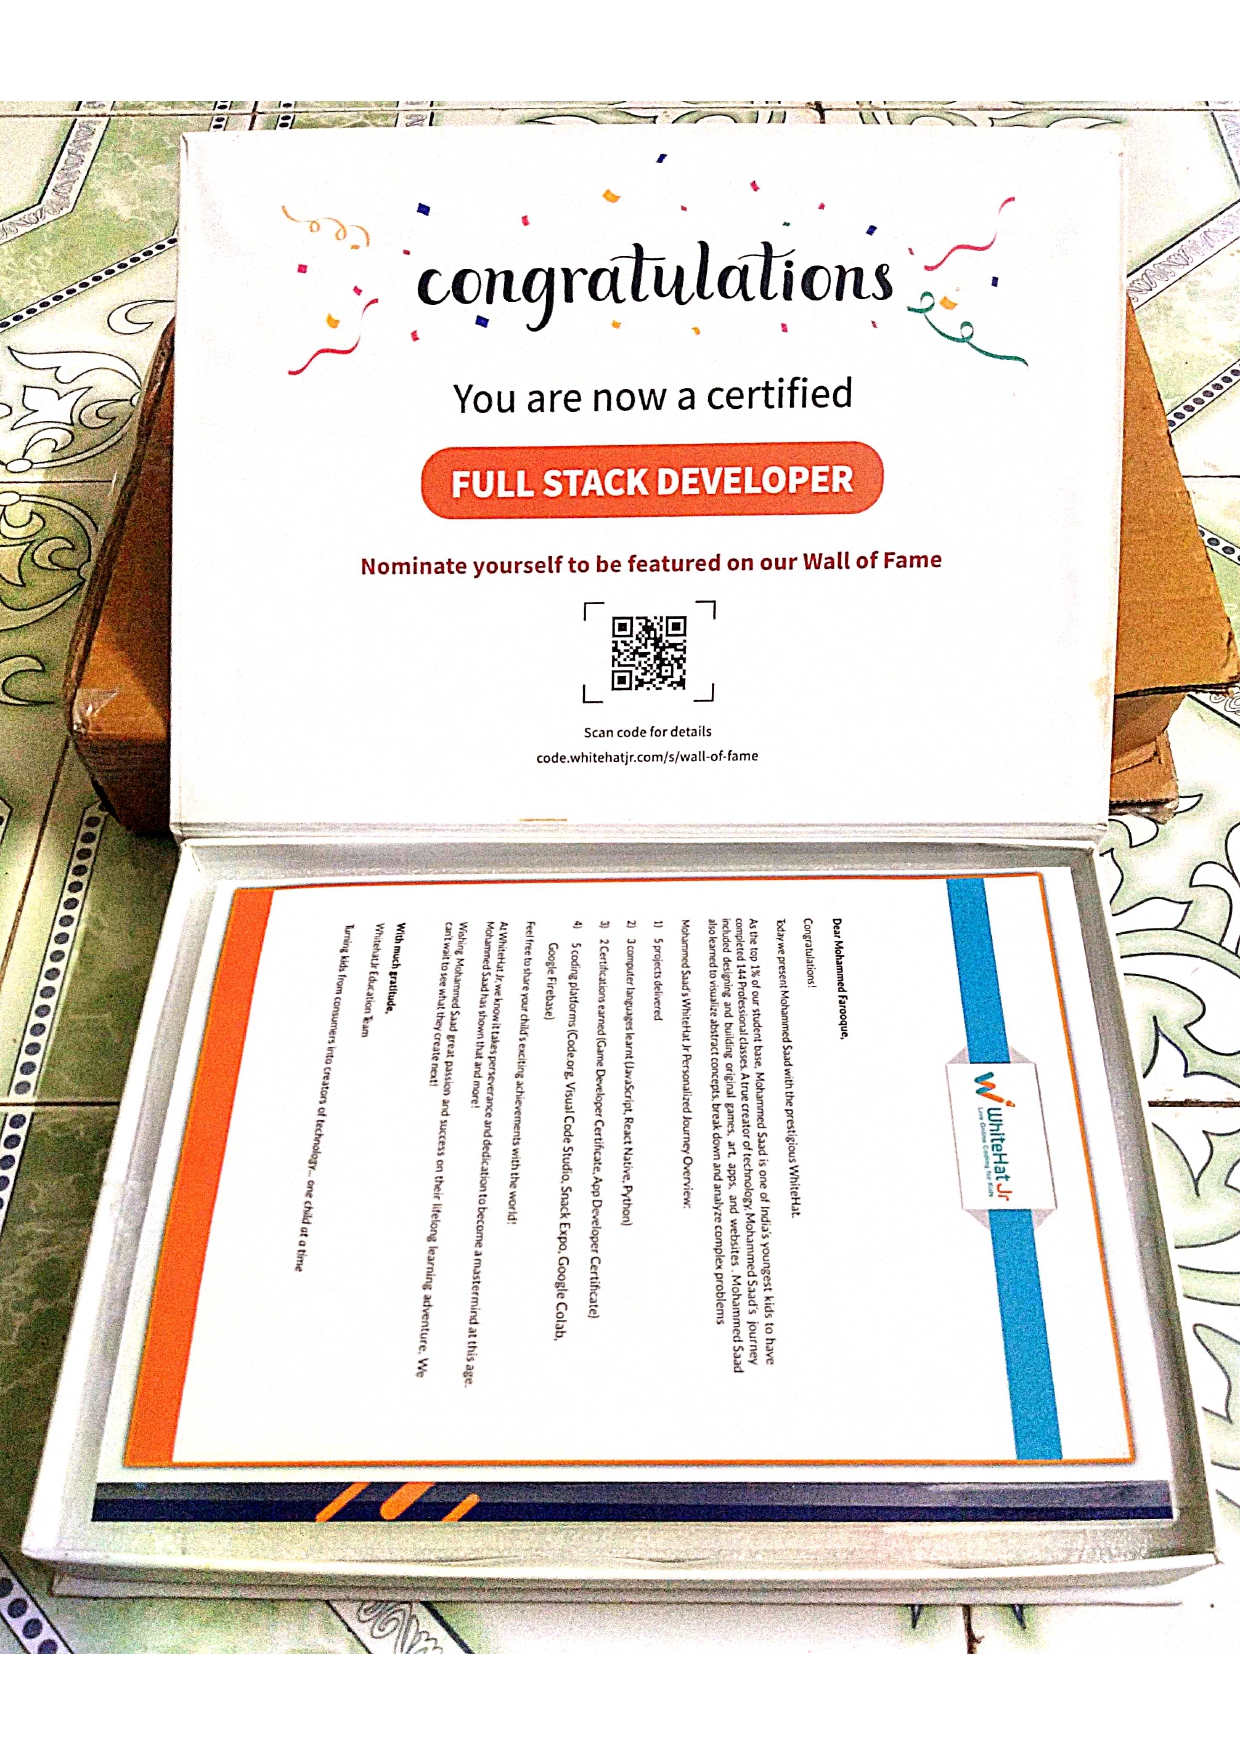 congratulations
You are now a certified
FULL STACK DEVELOPER
Nominate yourself to be featured on our Wall of Fame
Scan code for details
code.whitehatjr.com/s/wall-of-fame
WhiteHat Jr
Live Online Coding for Kids
Dear Mohammed Farooque,
Congratulations!
Today we present Mohammed Saad with the prestigious WhiteHat.
As the top 1% of our student base, Mohammed Saad is one of India's youngest kids to have
completed 144 Professional classes. A true creator of technology, Mohammed Saad's journey
included designing and building original games, art, apps, and websites . Mohammed Saad
also learned to visualize abstract concepts, break down and analyze complex problems
Mohammed Saad's WhiteHat Jr Personalized Journey Overview:
1) 5 projects delivered
2) 3 computer languages learnt (JavaScript, React Native, Python)
3) 2 Certifications earned (Game Developer Certificate, App Developer Certificate)
4) 5 coding platforms (Code.org, Visual Code Studio, Snack Expo, Google Colab,
Google Firebase)
Feel free to share your child's exciting achievements with the world!
At WhiteHat Jr, we know it takes perseverance and dedication to become a mastermind at this age.
Mohammed Saad has shown that and more!
Wishing Mohammed Saad great passion and success on their lifelong learning adventure. We
can't wait to see what they create next!
With much gratitude,
WhiteHatJr Education Team
Turning kids from consumers into creators of technology... one child at a time